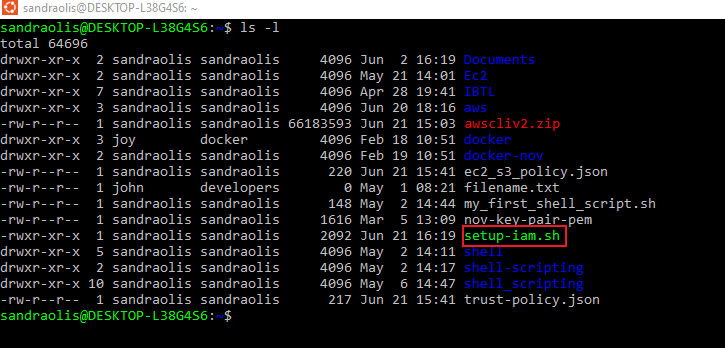 sandraolis@DESKTOP-L38G4S6: ~
sandraolis@DESKTOP-L38G4S6:~$ ls -l
total 64696
drwxr-xr-x 2 sandraolis sandraolis 4096 Jun 2 16:19 Documents
drwxr-xr-x 2 sandraolis sandraolis 4096 May 21 14:01 Ec2
drwxr-xr-x 7 sandraolis sandraolis 4096 Apr 28 19:41 IBTL
drwxr-xr-x 3 sandraolis sandraolis 4096 Jun 20 18:16 aws
-rw-r--r-- 1 sandraolis sandraolis 66183593 Jun 21 15:03 awscliv2.zip
drwxr-xr-x 3 joy docker 4096 Feb 18 10:51 docker
drwxr-xr-x 2 sandraolis sandraolis 4096 Feb 19 10:51 docker-nov
-rw-r--r-- 1 sandraolis sandraolis 220 Jun 21 15:41 ec2_s3_policy.json
-rw-r--r-- 1 john developers 0 May 1 08:21 filename.txt
-rw-r--r-- 1 sandraolis sandraolis 148 May 2 14:44 my_first_shell_script.sh
-rw-r--r-- 1 sandraolis sandraolis 1616 Mar 5 13:09 nov-key-pair-pem
-rwxr-xr-x 1 sandraolis sandraolis 2092 Jun 21 16:19 setup-iam.sh
drwxr-xr-x 5 sandraolis sandraolis 4096 May 2 14:11 shell
drwxr-xr-x 2 sandraolis sandraolis 4096 May 2 14:17 shell-scripting
drwxr-xr-x 10 sandraolis sandraolis 4096 May 6 14:47 shell_scripting
-rw-r--r-- 1 sandraolis sandraolis 217 Jun 21 15:41 trust-policy.json
sandraolis@DESKTOP-L38G4S6:~$